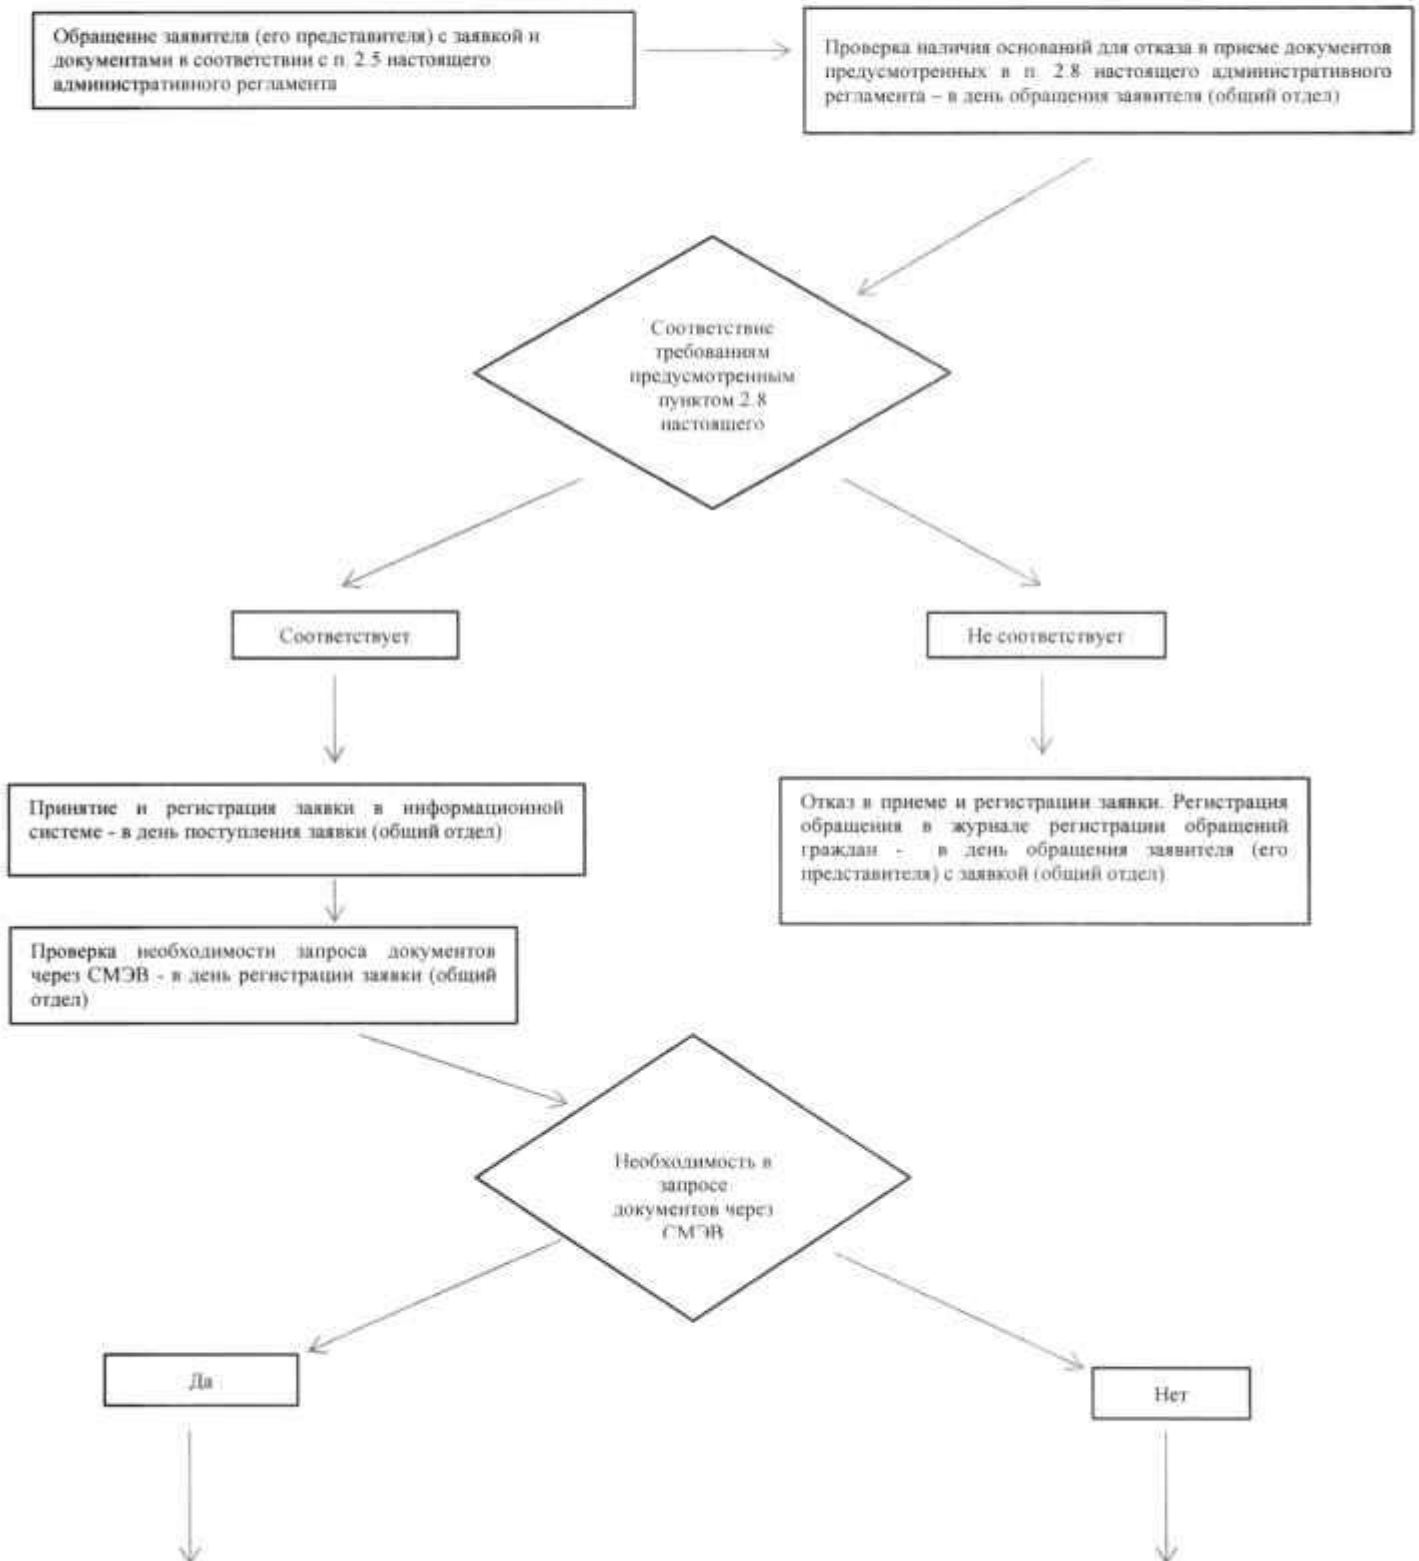 Обращение заявителя (его представителя) с заявкой и
документами в соответствии с п. 2.5 настоящего
административного регламента
Проверка наличия оснований для отказа в приеме документов
предусмотренных в п. 2.8 настоящего административного
регламента – в день обращения заявителя (общий отдел)
Соответствие
требованиям
предусмотренным
пунктом 2.8
настоящего
Соответствует
Не соответствует
Принятие и регистрация заявки в информационной
системе - в день поступления заявки (общий отдел)
Отказ в приеме и регистрации заявки. Регистрация
обращения в журнале регистрации обращений
граждан - в день обращения заявителя (его
представителя) с заявкой (общий отдел)
Проверка необходимости запроса документов
через СМЭВ - в день регистрации заявки (общий
отдел)
Необходимость в
запросе
документов через
СМЭВ
Да
Нет